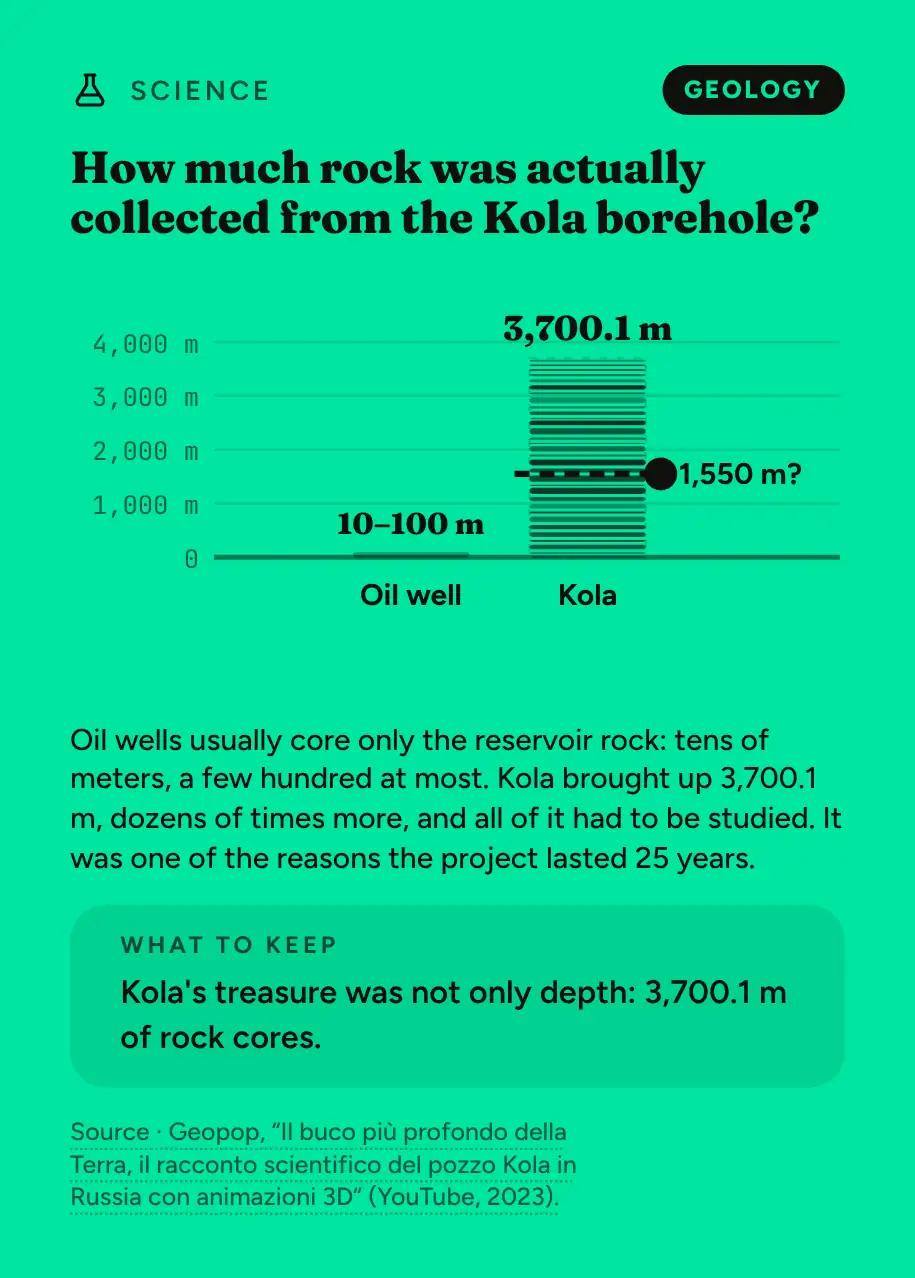 SCIENCE
GEOLOGY
How much rock was actually
collected from the Kola borehole?
3,700.1 m
4,000 m
3,000 m
2,000 m
1,550 m?
1,000 m
10–100 m
0
Oil well
Kola
Oil wells usually core only the reservoir rock: tens of
meters, a few hundred at most. Kola brought up 3,700.1
m, dozens of times more, and all of it had to be studied. It
was one of the reasons the project lasted 25 years.
WHAT TO KEEP
Kola's treasure was not only depth: 3,700.1 m
of rock cores.
Source · Geopop, “Il buco più profondo della
Terra, il racconto scientifico del pozzo Kola in
Russia con animazioni 3D” (YouTube, 2023).